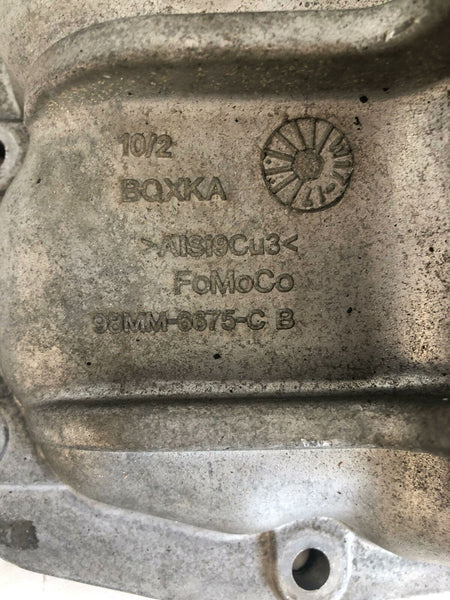 10/2
BQXKA
>AlSi9Cu3<
FoMoCo
98MM-6675-C B